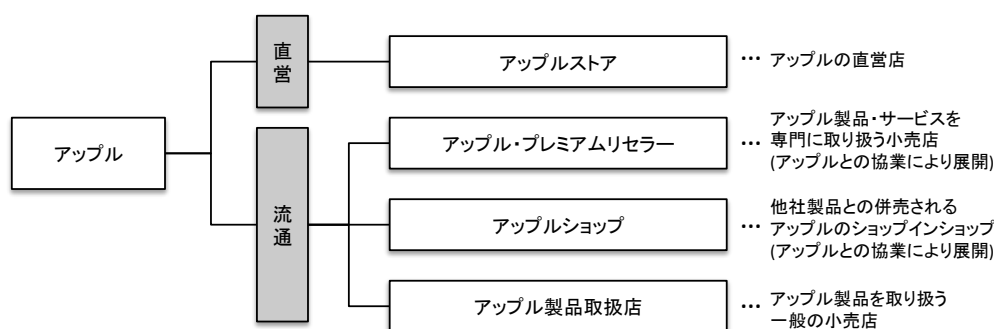 アップル
直営
アップルストア
… アップルの直営店
流通
アップル・プレミアムリセラー
… アップル製品・サービスを
専門に取り扱う小売店
(アップルとの協業により展開)
アップルショップ
… 他社製品との併売される
アップルのショップインショップ
(アップルとの協業により展開)
アップル製品取扱店
… アップル製品を取り扱う
一般の小売店